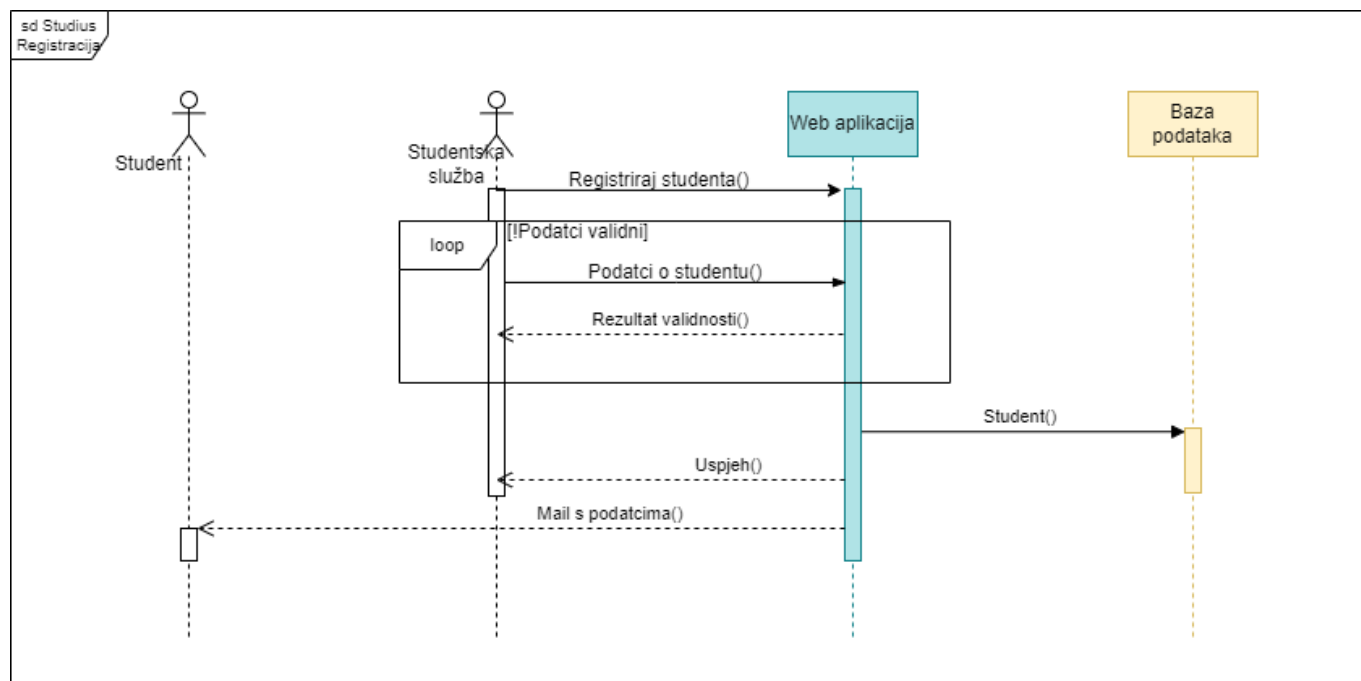 sd Studius
Registracija
Student
Studentska
služba
Web aplikacija
Baza
podataka
Registriraj studenta()
loop
[!Podatci validni]
Podatci o studentu()
Rezultat validnosti()
Student()
Uspjeh()
Mail s podatcima()